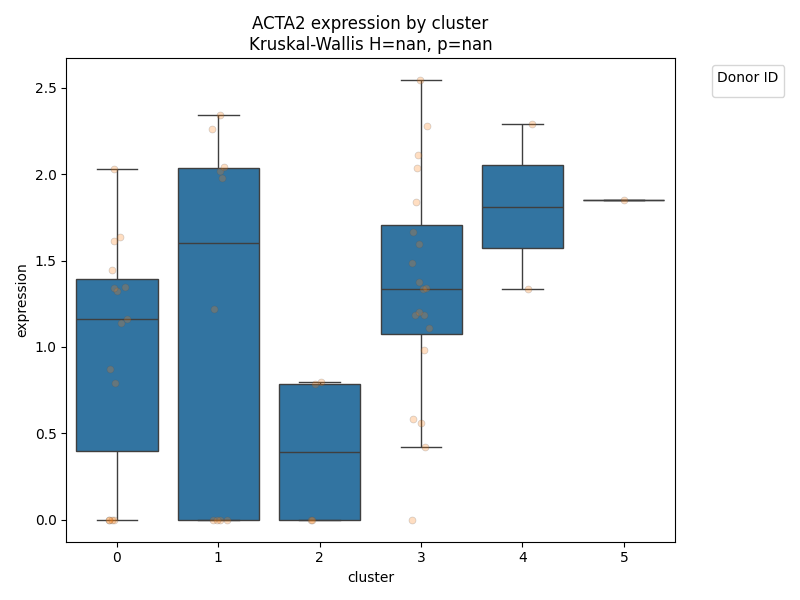 ACTA2 expression by cluster
Kruskal-Wallis H=nan, p=nan
Donor ID
2.5
2.0
1.5
1.0
0.5
0.0
expression
0 1 2 3 4 5
cluster